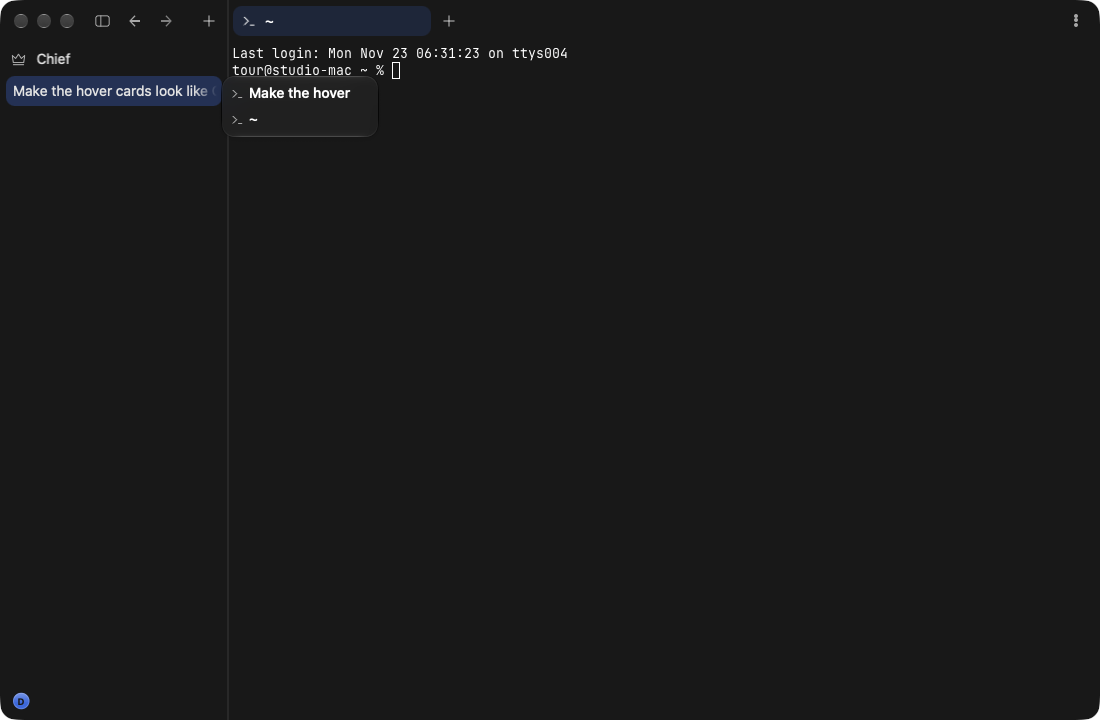 >_ ~
Chief
Make the hover cards look like
Last login: Mon Nov 23 06:31:23 on ttys004
tour@studio-mac ~ %
>_ Make the hover
>_ ~
D